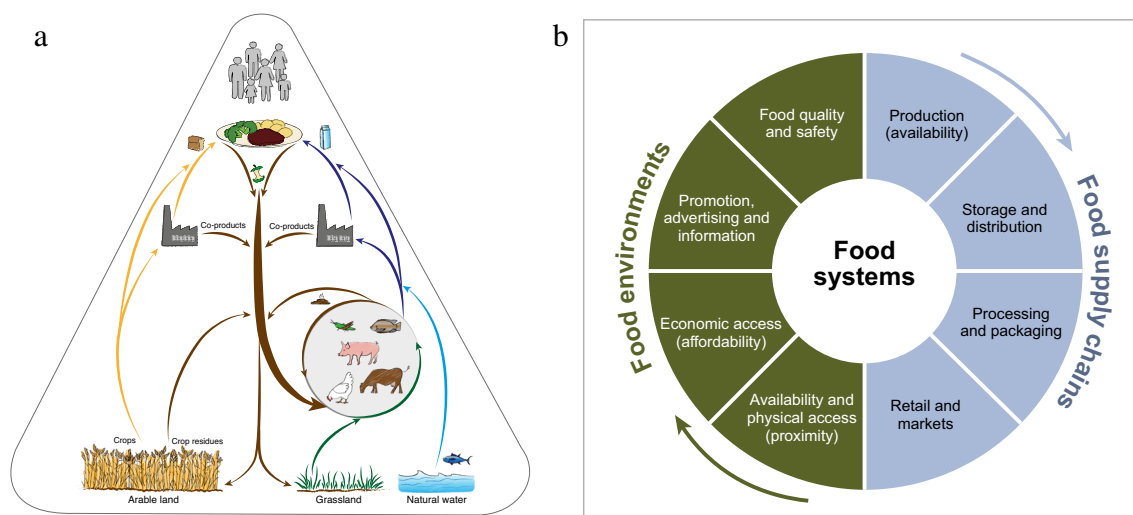 a
Co-products
Co-products
Crops
Crop residues
Arable land
Grassland
Natural water
b
Food environments
Food supply chains
Food quality
and safety
Production
(availability)
Promotion,
advertising and
information
Storage and
distribution
Food
systems
Economic access
(affordability)
Processing
and packaging
Availability and
physical access
(proximity)
Retail and
markets